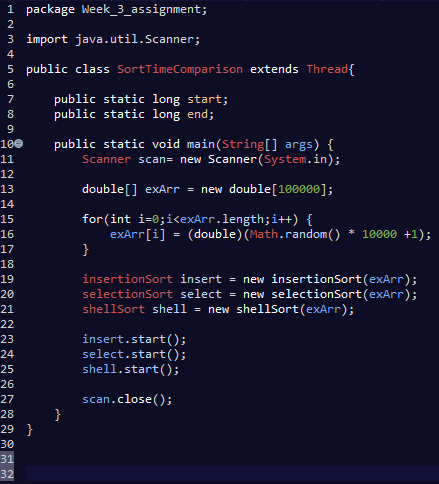 1 package Week_3_assignment;
2
3 import java.util.Scanner;
4
5 public class SortTimeComparison extends Thread{
6
7     public static long start;
8     public static long end;
9
10     public static void main(String[] args) {
11         Scanner scan= new Scanner(System.in);
12
13         double[] exArr = new double[100000];
14
15         for(int i=0;i<exArr.length;i++) {
16             exArr[i] = (double)(Math.random() * 10000 +1);
17         }
18
19         insertionSort insert = new insertionSort(exArr);
20         selectionSort select = new selectionSort(exArr);
21         shellSort shell = new shellSort(exArr);
22
23         insert.start();
24         select.start();
25         shell.start();
26
27         scan.close();
28     }
29 }
30
31
32